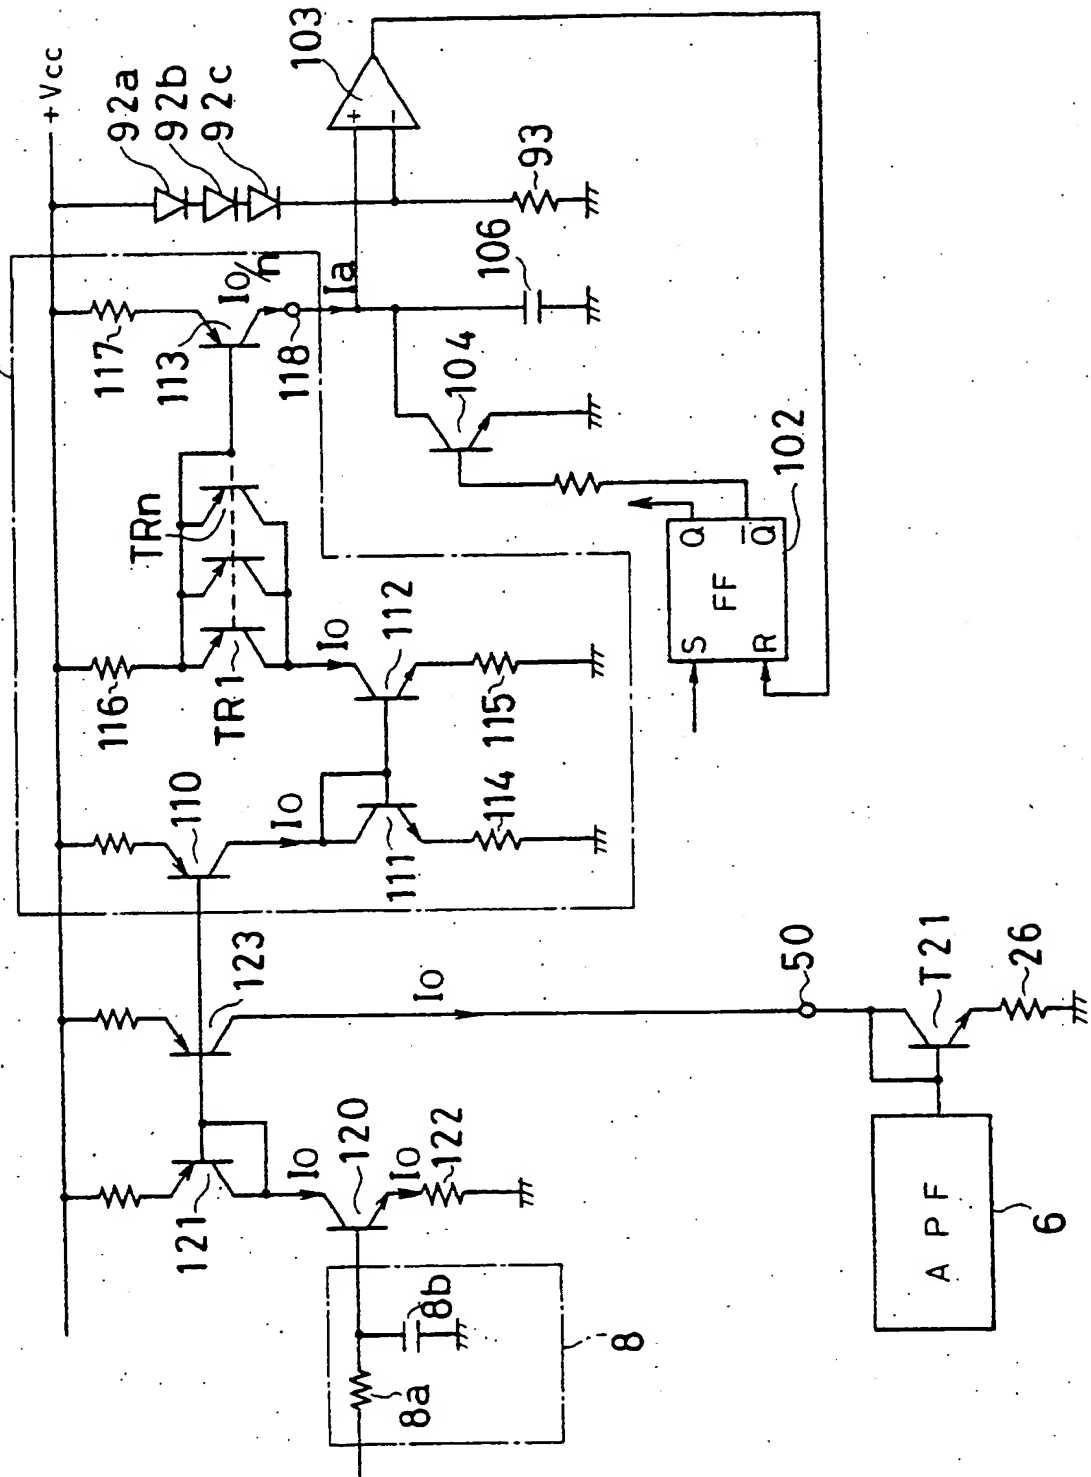 +Vcc
92a
92b
92c
103
+
−
93
117
113
Io/n
118
Ia
106
104
TRn
116
TR1
Io
112
115
110
Io
111
114
S
R
FF
Q
Q̅
102
123
Io
50
T21
26
121
Io
120
Io
122
8a
8b
8
APF
6